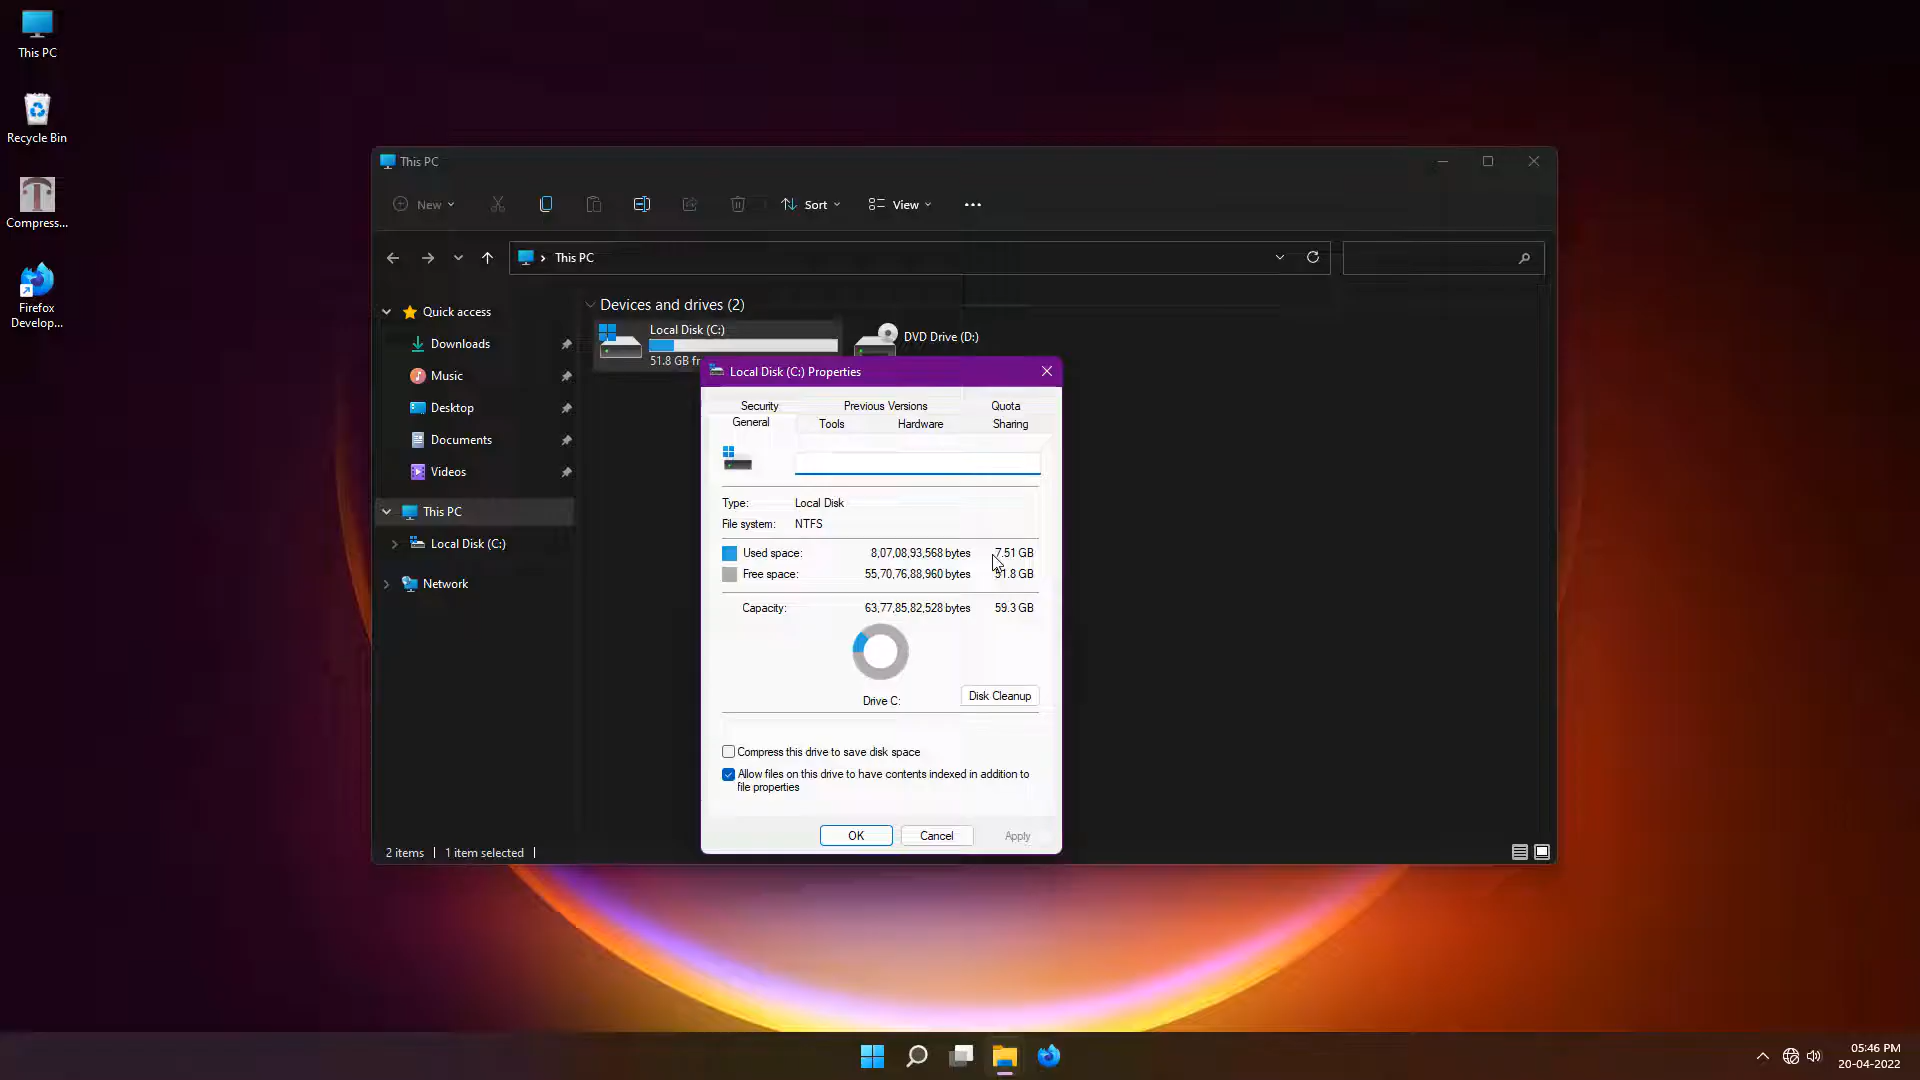 This PC
Recycle Bin
Compress...
Firefox
Develop...
This PC
New
Sort
View
This PC
Quick access
Downloads
Music
Desktop
Documents
Videos
This PC
Local Disk (C:)
Network
Devices and drives (2)
Local Disk (C:)
51.8 GB fr
DVD Drive (D:)
Local Disk (C:) Properties
Security Previous Versions Quota
General Tools Hardware Sharing
Type: Local Disk
File system: NTFS
Used space: 8,07,08,93,568 bytes 7.51 GB
Free space: 55,70,76,88,960 bytes 51.8 GB
Capacity: 63,77,85,82,528 bytes 59.3 GB
Drive C:
Disk Cleanup
Compress this drive to save disk space
Allow files on this drive to have contents indexed in addition to
file properties
OK Cancel Apply
2 items 1 item selected
05:46 PM
20-04-2022